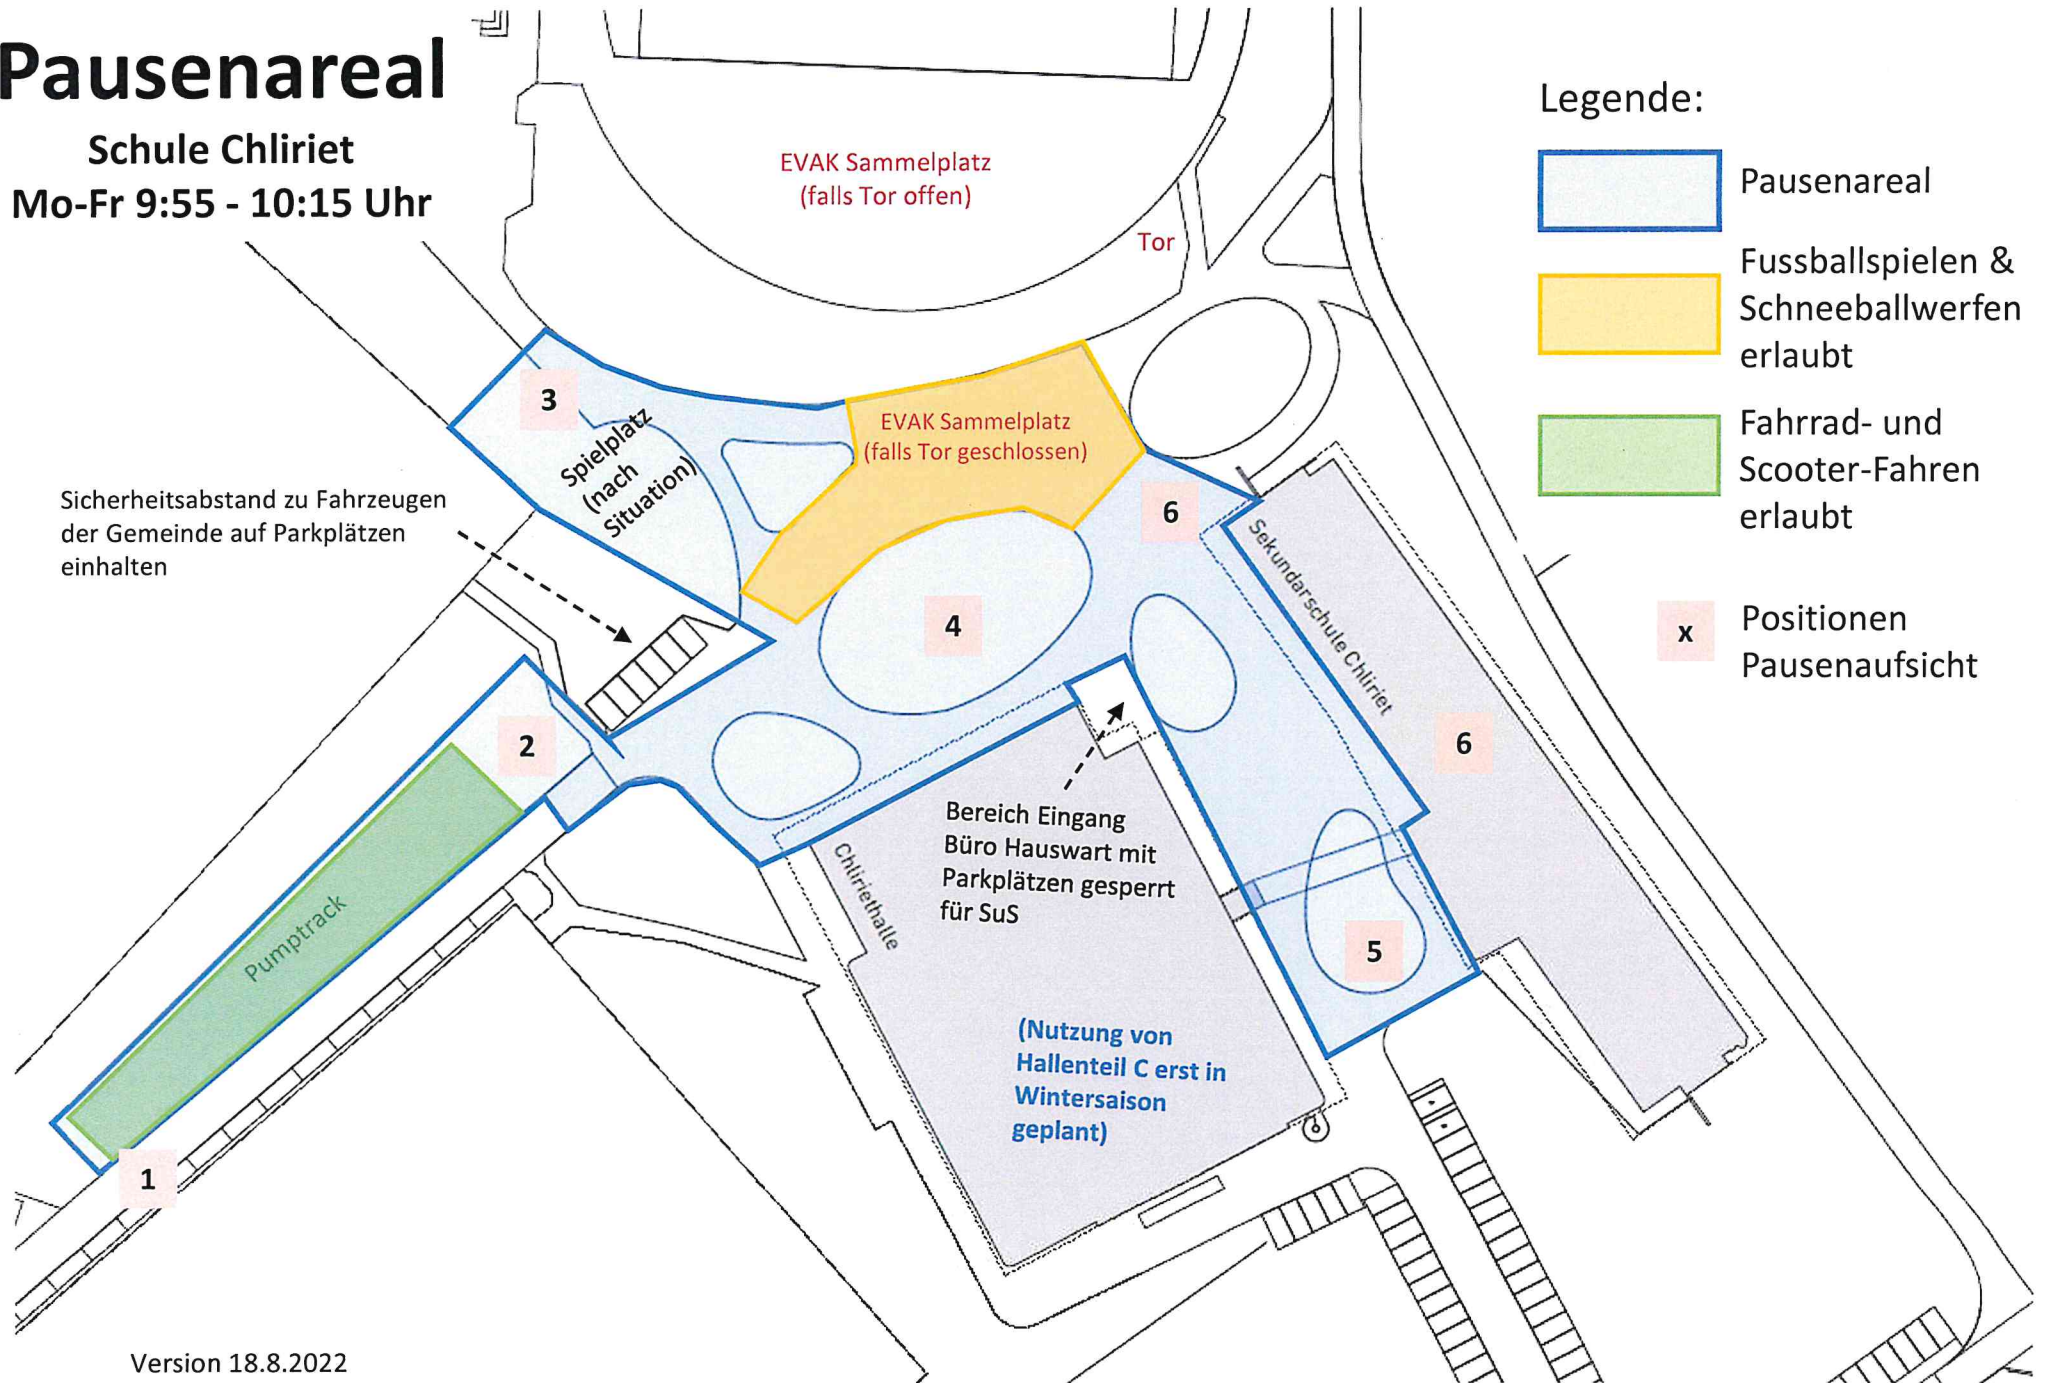 Pausenareal
Schule Chliriet
Mo-Fr 9:55 - 10:15 Uhr
EVAK Sammelplatz
(falls Tor offen)
Tor
Legende:
Pausenareal
Fussballspielen &
Schneeballwerfen
erlaubt
Fahrrad- und
Scooter-Fahren
erlaubt
x
Positionen
Pausenaufsicht
3
Spielplatz
(nach
Situation)
EVAK Sammelplatz
(falls Tor geschlossen)
6
Sicherheitsabstand zu Fahrzeugen
der Gemeinde auf Parkplätzen
einhalten
4
Sekundarschule Chliriet
6
2
Bereich Eingang
Büro Hauswart mit
Parkplätzen gesperrt
für SuS
Chliriethalle
Pumptrack
5
(Nutzung von
Hallenteil C erst in
Wintersaison
geplant)
1
Version 18.8.2022